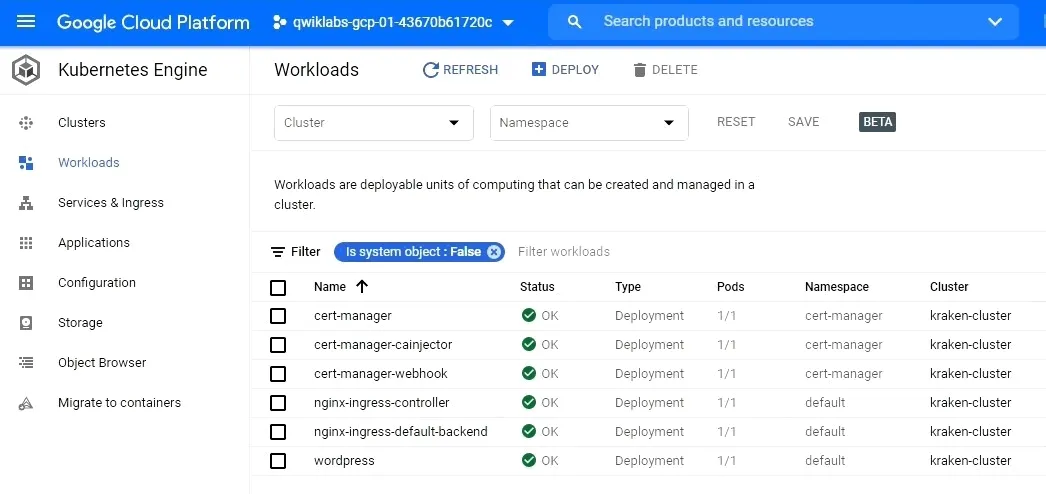 Google Cloud Platform qwiklabs-gcp-01-43670b61720c Search products and resources
Kubernetes Engine Workloads REFRESH DEPLOY DELETE
Clusters
Workloads
Services & Ingress
Applications
Configuration
Storage
Object Browser
Migrate to containers
Cluster Namespace RESET SAVE BETA
Workloads are deployable units of computing that can be created and managed in a
cluster.
Filter Is system object : False Filter workloads
Name Status Type Pods Namespace Cluster
cert-manager OK Deployment 1/1 cert-manager kraken-cluster
cert-manager-cainjector OK Deployment 1/1 cert-manager kraken-cluster
cert-manager-webhook OK Deployment 1/1 cert-manager kraken-cluster
nginx-ingress-controller OK Deployment 1/1 default kraken-cluster
nginx-ingress-default-backend OK Deployment 1/1 default kraken-cluster
wordpress OK Deployment 1/1 default kraken-cluster